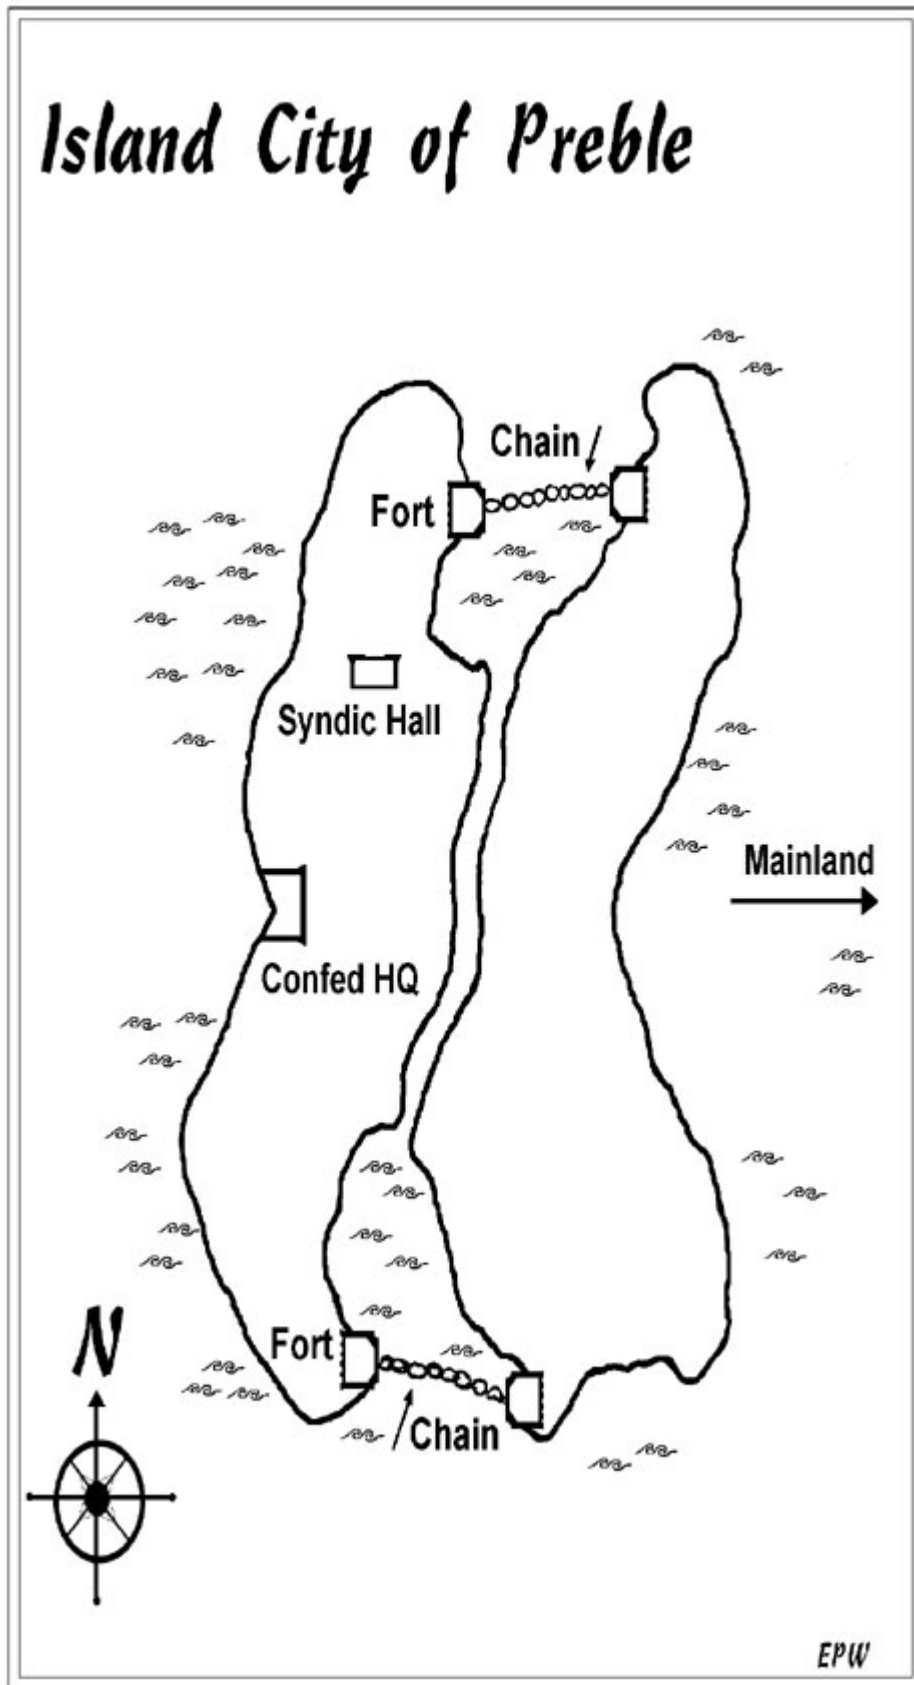 Island City of Preble
Chain
Fort
Syndic Hall
Mainland
Confed HQ
Fort
Chain
N
EPW